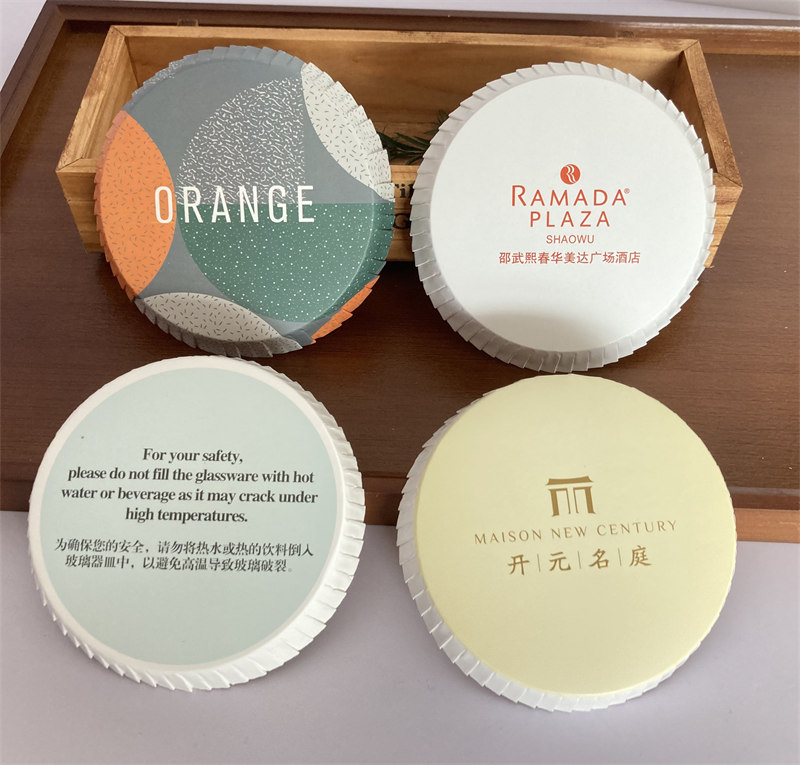 ORANGE
RAMADA®
PLAZA
SHAOWU
邵武熙春华美达广场酒店
For your safety,
please do not fill the glassware with hot
water or beverage as it may crack under
high temperatures.
为确保您的安全，请勿将热水或热的饮料倒入
玻璃器皿中，以避免高温导致玻璃破裂。
MAISON NEW CENTURY
开|元|名|庭